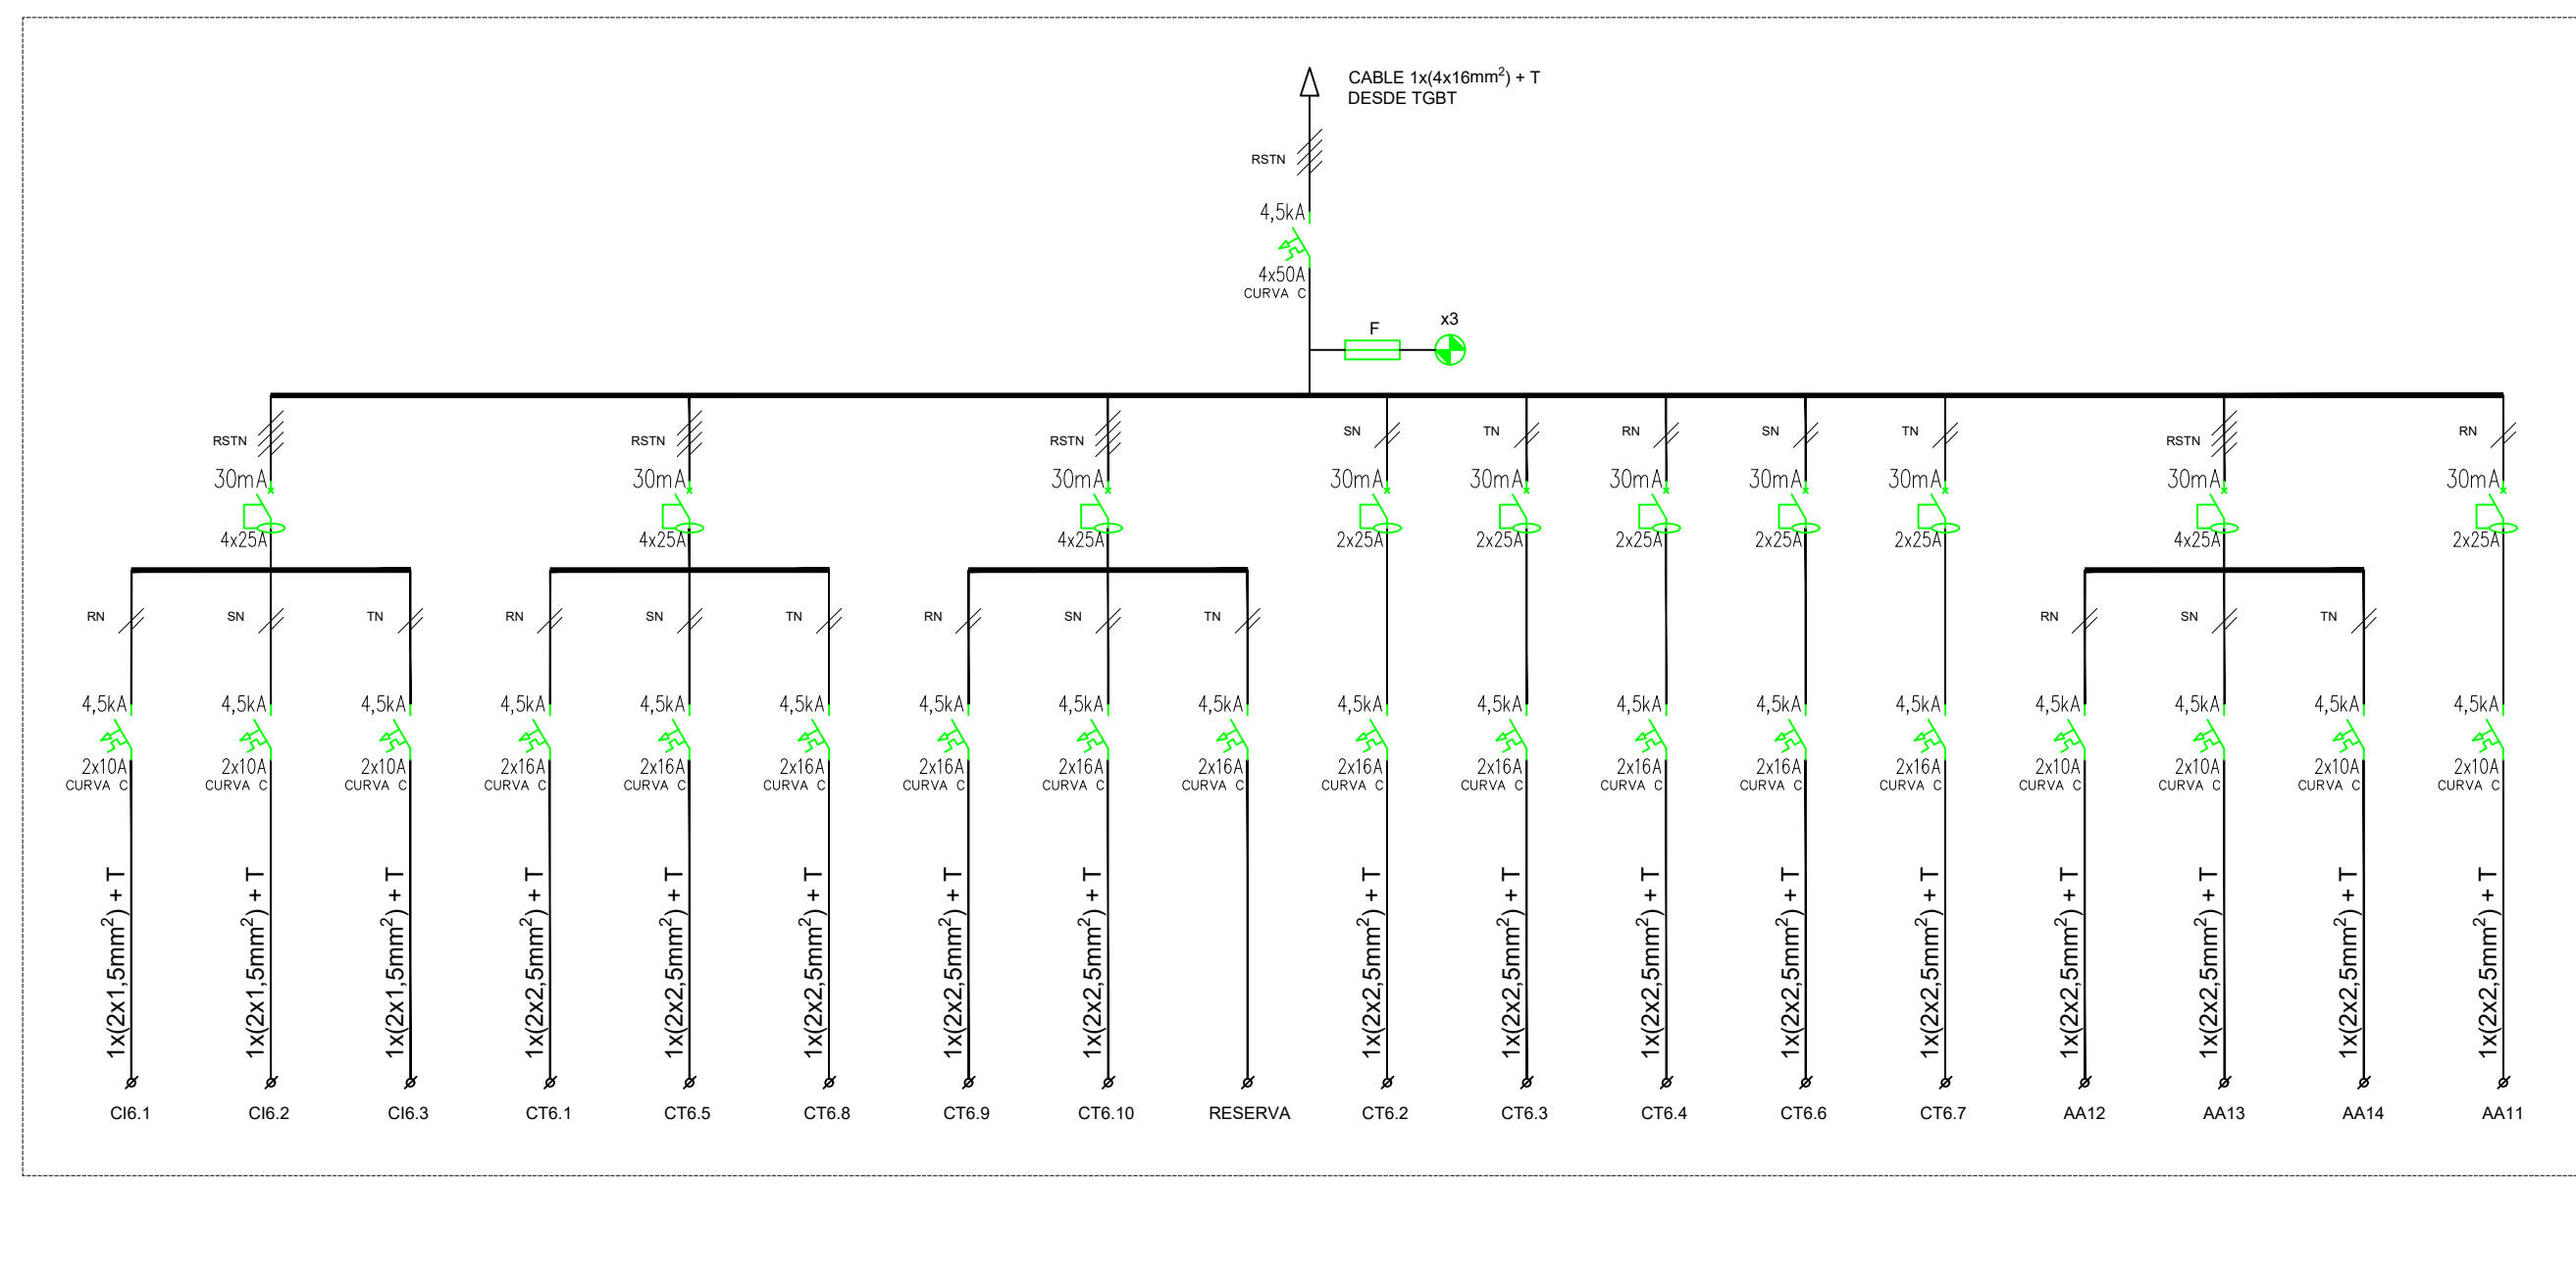 CABLE 1x(4x16mm²) + T
DESDE TGBT
RSTN
4,5kA
4x50A
CURVA C
F
x3
RSTN RSTN RSTN SN TN RN SN TN RSTN RN
30mA 30mA 30mA 30mA 30mA 30mA 30mA 30mA 30mA 30mA
4x25A 4x25A 4x25A 2x25A 2x25A 2x25A 2x25A 2x25A 4x25A 2x25A
RN SN TN RN SN TN RN SN TN RN SN TN
4,5kA 4,5kA 4,5kA 4,5kA 4,5kA 4,5kA 4,5kA 4,5kA 4,5kA 4,5kA 4,5kA 4,5kA 4,5kA 4,5kA 4,5kA 4,5kA 4,5kA 4,5kA
2x10A 2x10A 2x10A 2x16A 2x16A 2x16A 2x16A 2x16A 2x16A 2x16A 2x16A 2x16A 2x16A 2x16A 2x10A 2x10A 2x10A 2x10A
CURVA C CURVA C CURVA C CURVA C CURVA C CURVA C CURVA C CURVA C CURVA C CURVA C CURVA C CURVA C CURVA C CURVA C CURVA C CURVA C CURVA C CURVA C
1x(2x1,5mm²) + T
1x(2x1,5mm²) + T
1x(2x1,5mm²) + T
1x(2x2,5mm²) + T
1x(2x2,5mm²) + T
1x(2x2,5mm²) + T
1x(2x2,5mm²) + T
1x(2x2,5mm²) + T
1x(2x2,5mm²) + T
1x(2x2,5mm²) + T
1x(2x2,5mm²) + T
1x(2x2,5mm²) + T
1x(2x2,5mm²) + T
1x(2x2,5mm²) + T
1x(2x2,5mm²) + T
1x(2x2,5mm²) + T
1x(2x2,5mm²) + T
CI6.1 CI6.2 CI6.3 CT6.1 CT6.5 CT6.8 CT6.9 CT6.10 RESERVA CT6.2 CT6.3 CT6.4 CT6.6 CT6.7 AA12 AA13 AA14 AA11